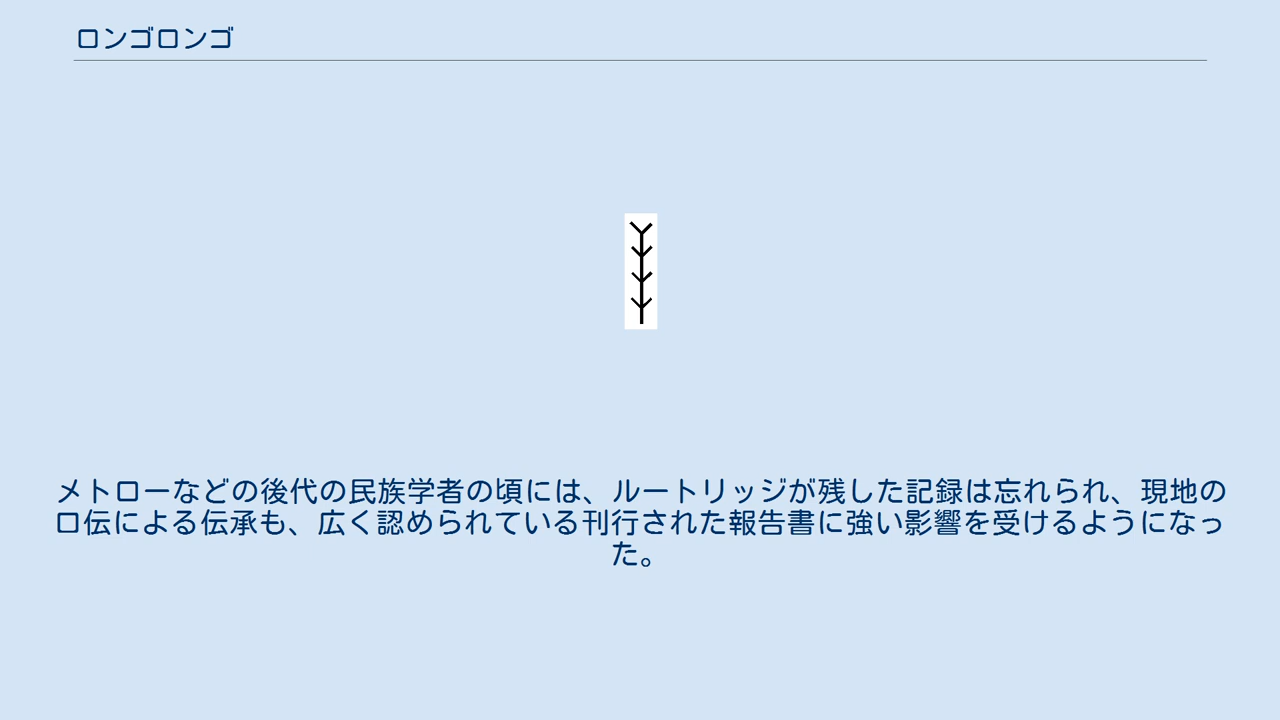 ロンゴロンゴ
メトローなどの後代の民族学者の頃には、ルートリッジが残した記録は忘れられ、現地の
口伝による伝承も、広く認められている刊行された報告書に強い影響を受けるようになっ
た。